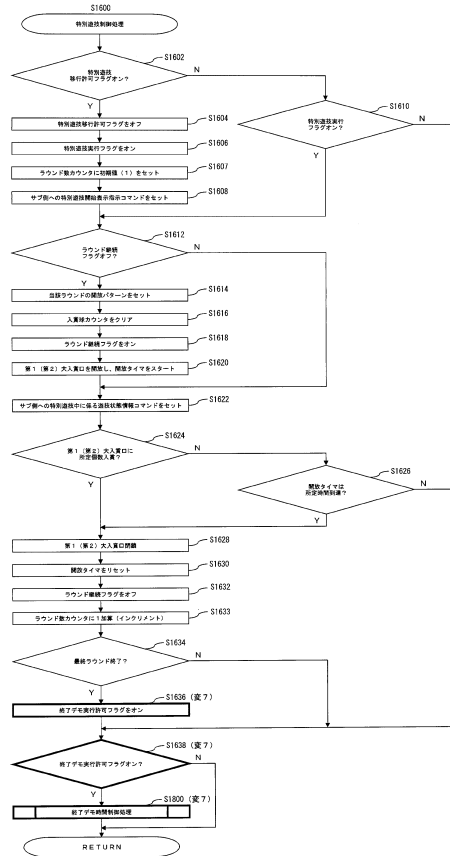 S1600
特別遊技制御処理
S1602
特別遊技
移行許可フラグオン？
N
Y
S1610
特別遊技実行
フラグオン？
N
Y
S1604
特別遊技移行許可フラグをオフ
S1606
特別遊技実行フラグをオン
S1607
ラウンド数カウンタに初期値（1）をセット
S1608
サブ側への特別遊技開始表示指示コマンドをセット
S1612
ラウンド継続
フラグオフ？
N
Y
S1614
当該ラウンドの開放パターンをセット
S1616
入賞球カウンタをクリア
S1618
ラウンド継続フラグをオン
S1620
第1（第2）大入賞口を開放し、開放タイマをスタート
S1622
サブ側への特別遊技中に係る遊技状態情報コマンドをセット
S1624
第1（第2）大入賞口に
所定個数入賞？
N
Y
S1626
開放タイマは
所定時間到達？
N
Y
S1628
第1（第2）大入賞口閉鎖
S1630
開放タイマをリセット
S1632
ラウンド継続フラグをオフ
S1633
ラウンド数カウンタに1加算（インクリメント）
S1634
最終ラウンド終了？
N
Y
S1636（変7）
終了デモ実行許可フラグをオン
S1638（変7）
終了デモ実行許可フラグオン？
N
Y
S1800（変7）
終了デモ時間制御処理
RETURN